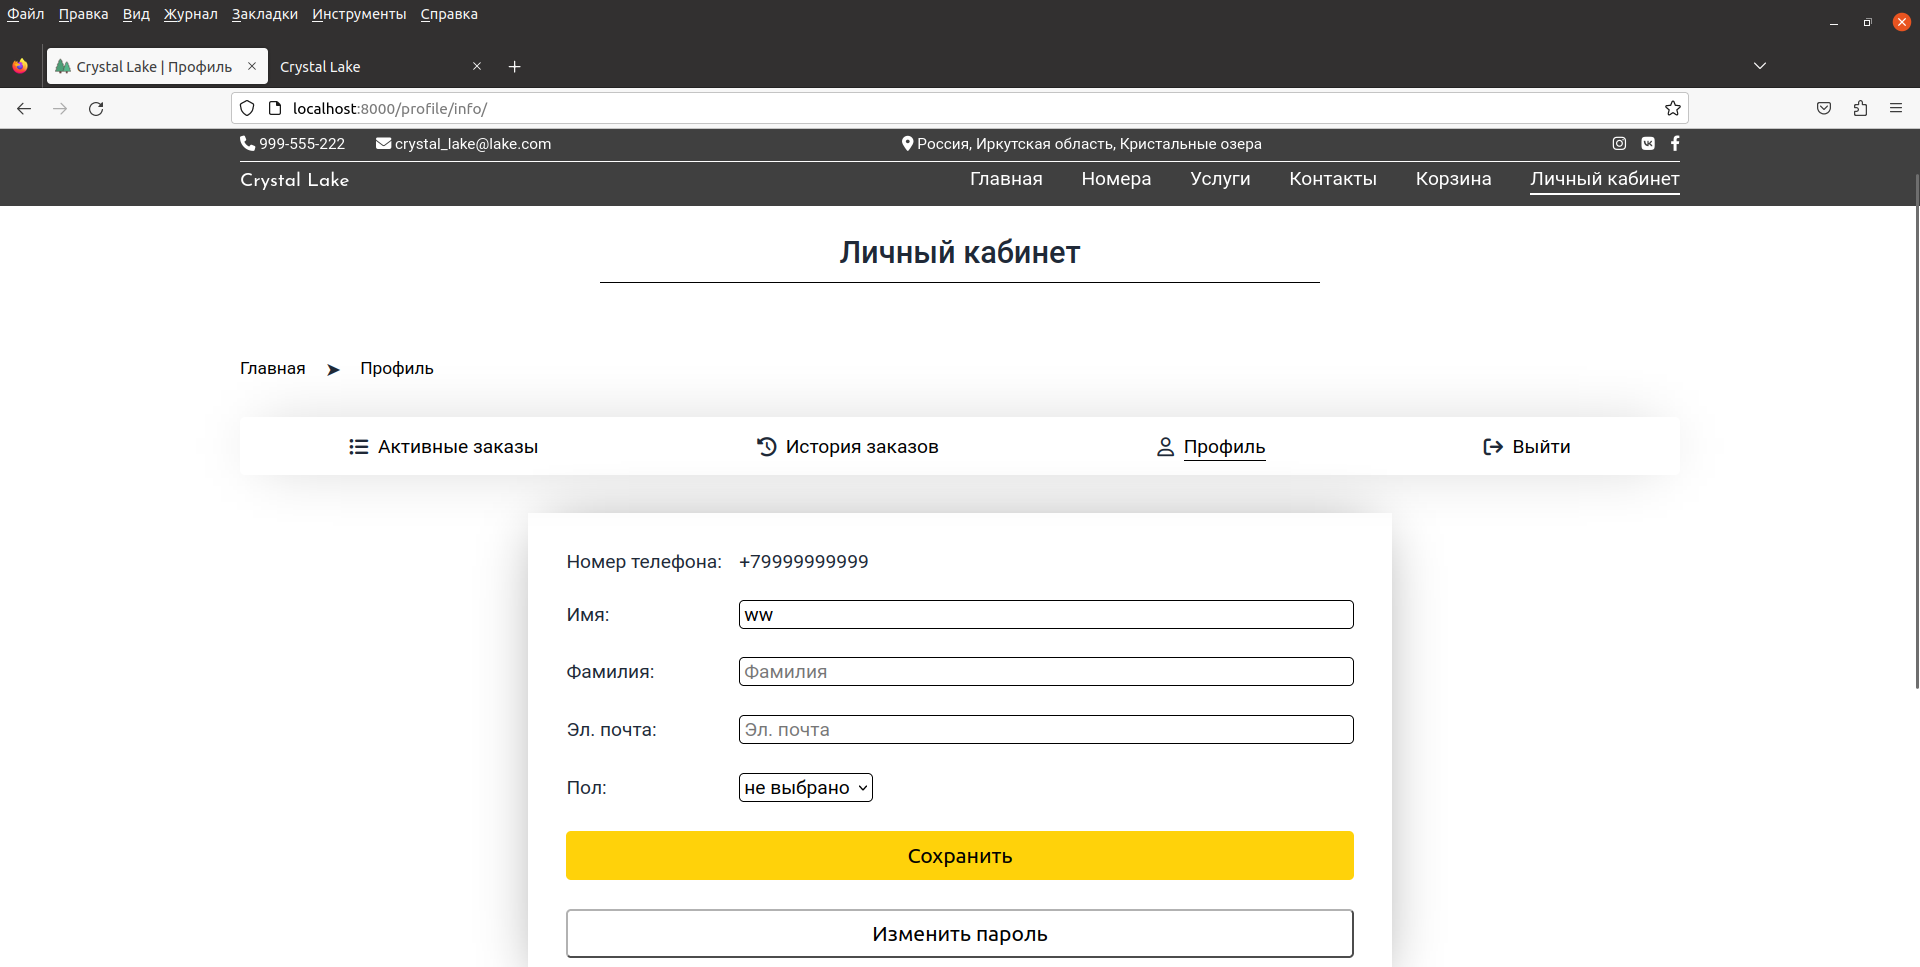 Файл Правка Вид Журнал Закладки Инструменты Справка
Crystal Lake | Профиль
Crystal Lake
localhost:8000/profile/info/
999-555-222
crystal_lake@lake.com
Россия, Иркутская область, Кристальные озера
Crystal Lake
Главная Номера Услуги Контакты Корзина Личный кабинет
Личный кабинет
Главная ➤ Профиль
Активные заказы История заказов Профиль Выйти
Номер телефона: +79999999999
Имя: ww
Фамилия: Фамилия
Эл. почта: Эл. почта
Пол: не выбрано
Сохранить
Изменить пароль